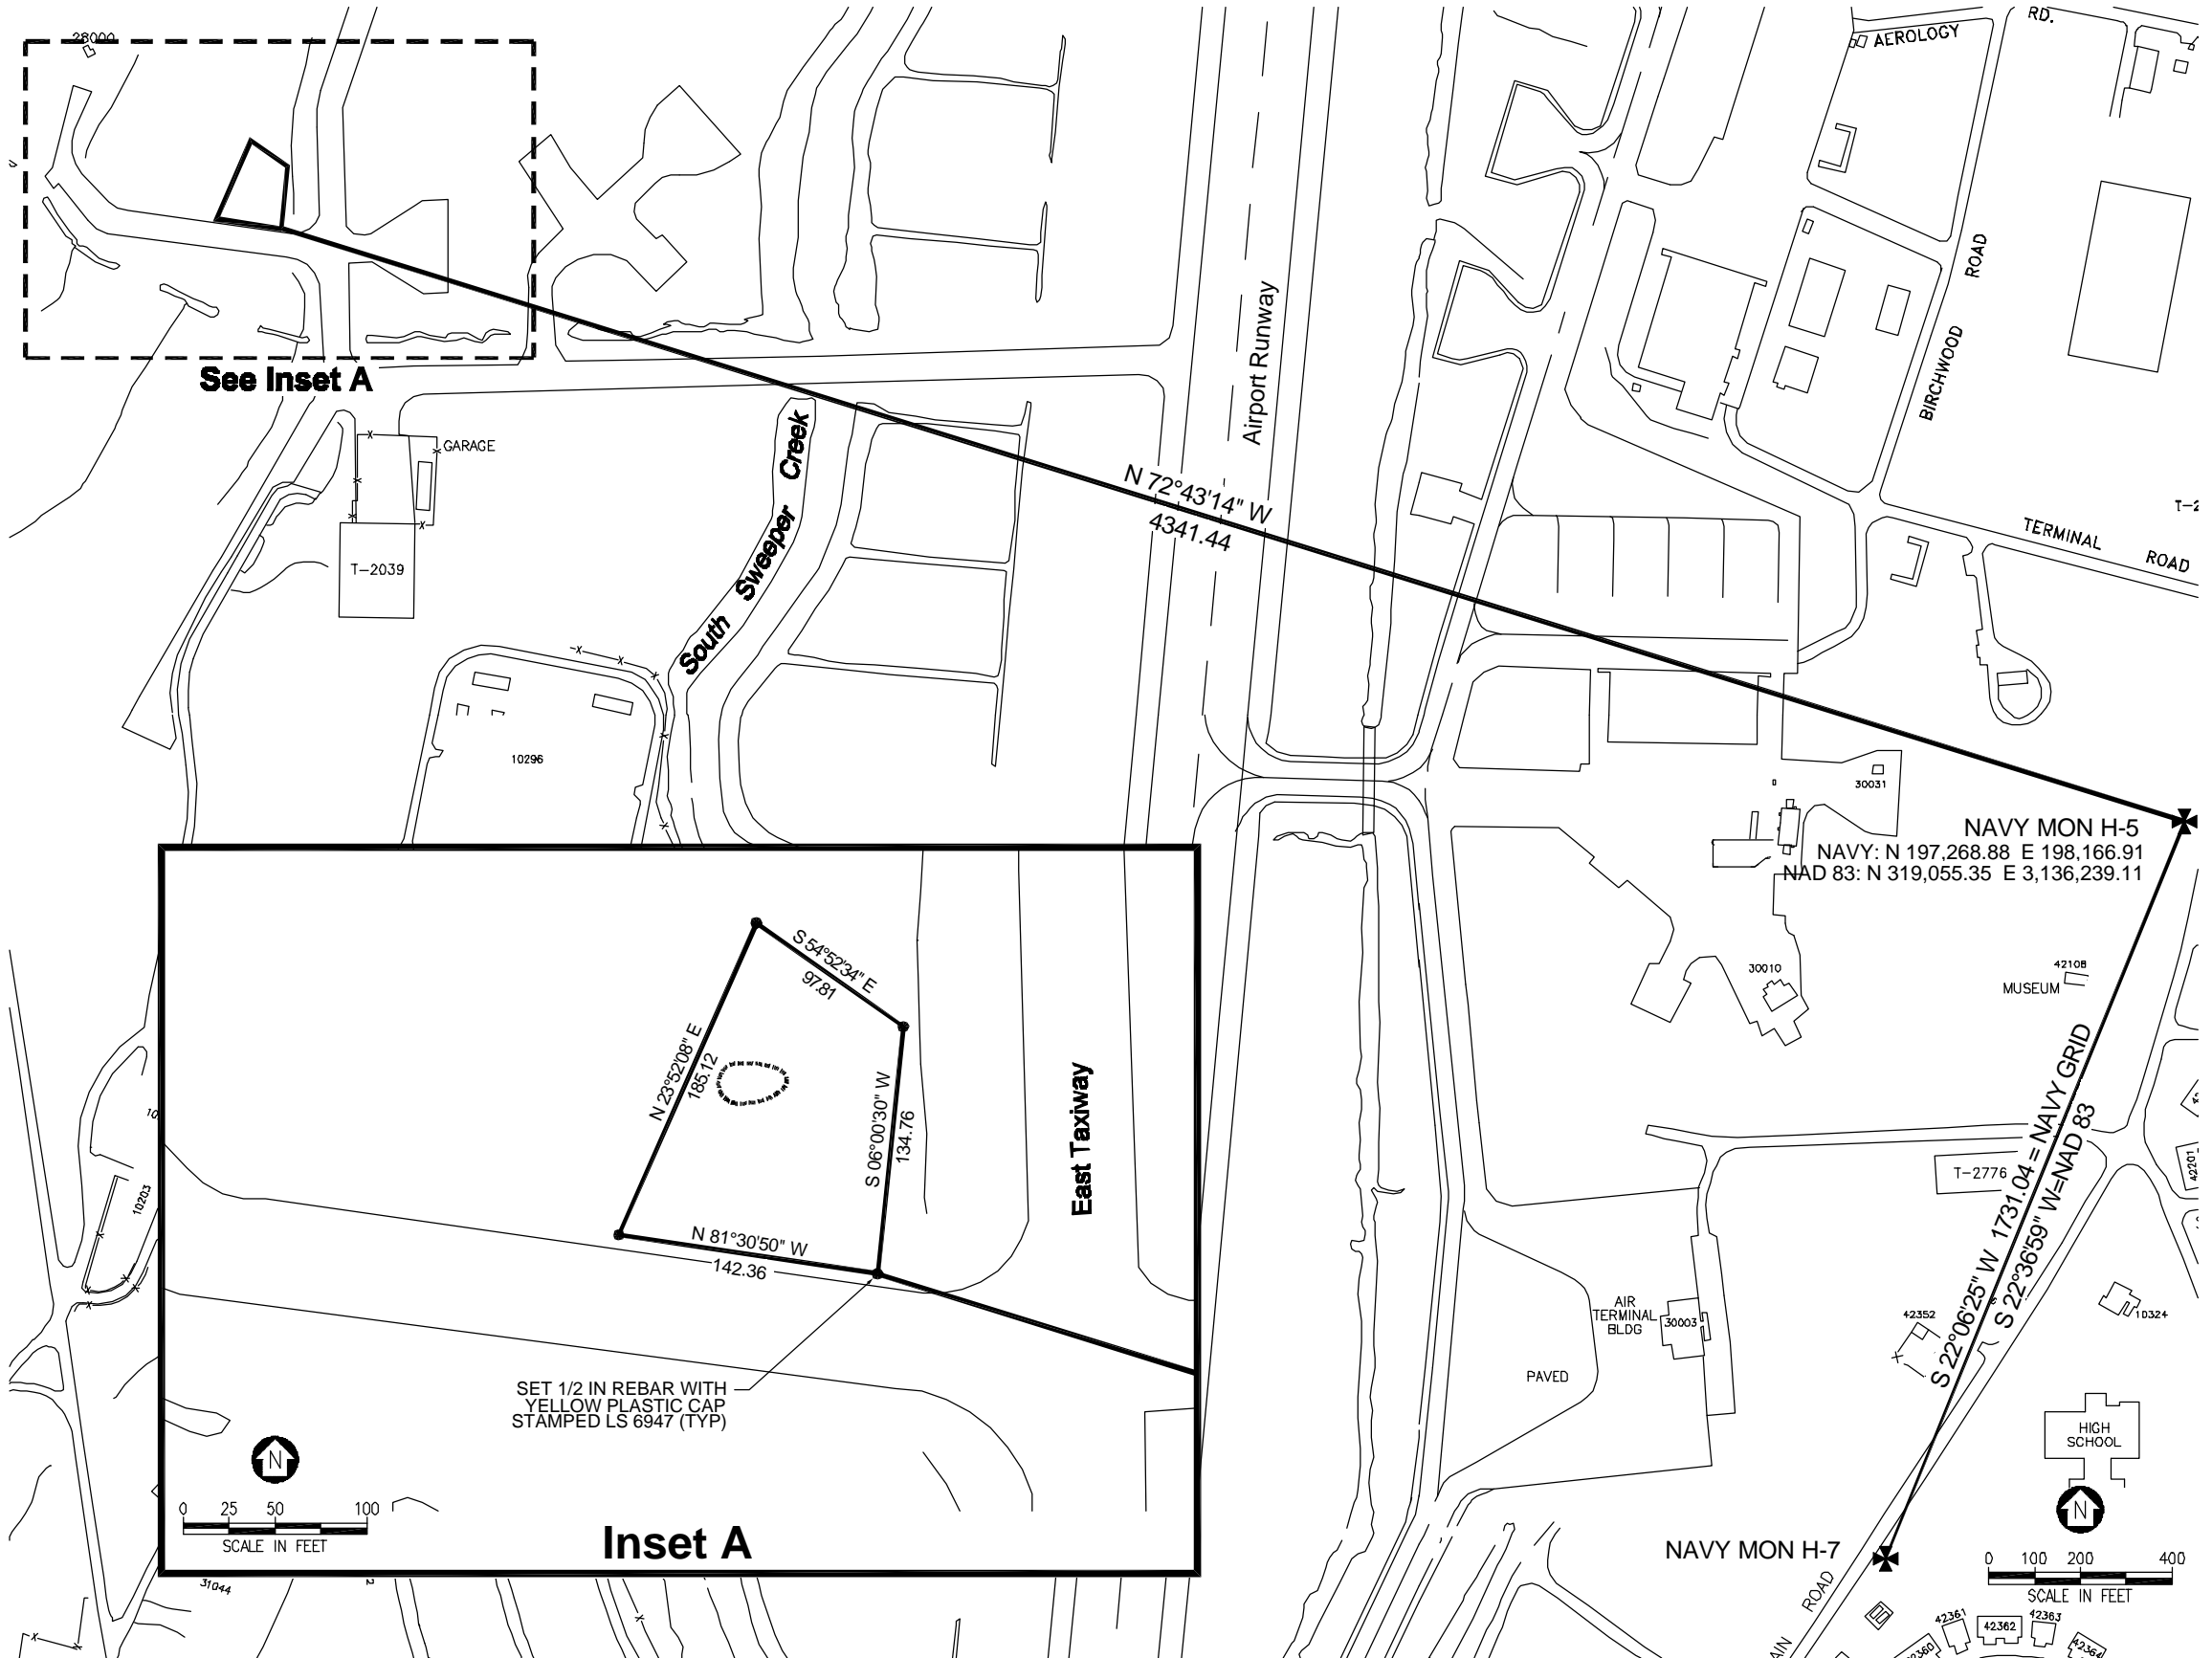 28000
RD.
AEROLOGY
See Inset A
GARAGE
T-2039
South Sweeper Creek
Airport Runway
N 72°43'14" W
4341.44
BIRCHWOOD ROAD
TERMINAL ROAD
10296
30031
NAVY MON H-5
NAVY: N 197,268.88 E 198,166.91
NAD 83: N 319,055.35 E 3,136,239.11
30010
42108
MUSEUM
S 22°06'25" W 1731.04 = NAVY GRID
S 22°36'59" W=NAD 83
T-2776
42201
10203
S 54°52'34" E
97.81
N 23°52'08" E
185.12
S 06°00'30" W
134.76
N 81°30'50" W
142.36
East Taxiway
SET 1/2 IN REBAR WITH
YELLOW PLASTIC CAP
STAMPED LS 6947 (TYP)
N
0 25 50 100
SCALE IN FEET
Inset A
AIR
TERMINAL
BLDG
30003
PAVED
42352
10324
HIGH
SCHOOL
N
NAVY MON H-7
0 100 200 400
SCALE IN FEET
ROAD
31044
42361
42362
42363
42364